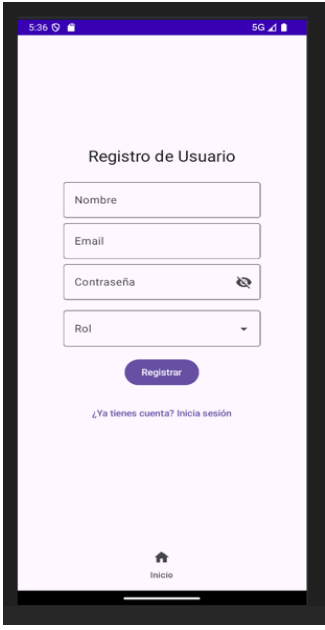 5:36 5G
Registro de Usuario
Nombre
Email
Contraseña
Rol
Registrar
¿Ya tienes cuenta? Inicia sesión
Inicio